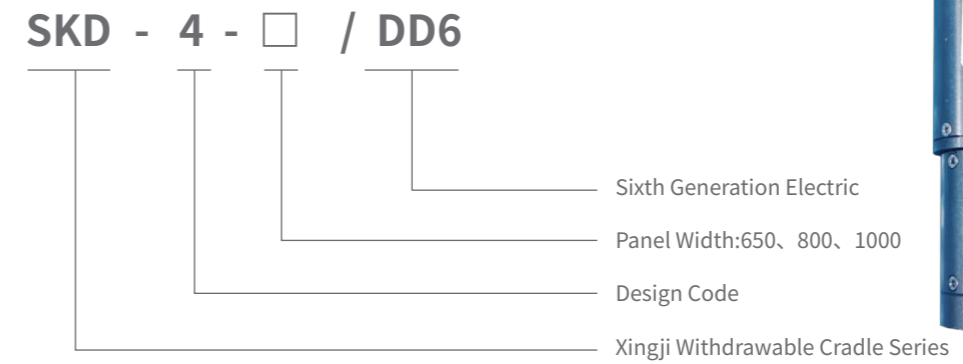 SKD - 4 - □ / DD6
Sixth Generation Electric
Panel Width:650、800、1000
Design Code
Xingji Withdrawable Cradle Series